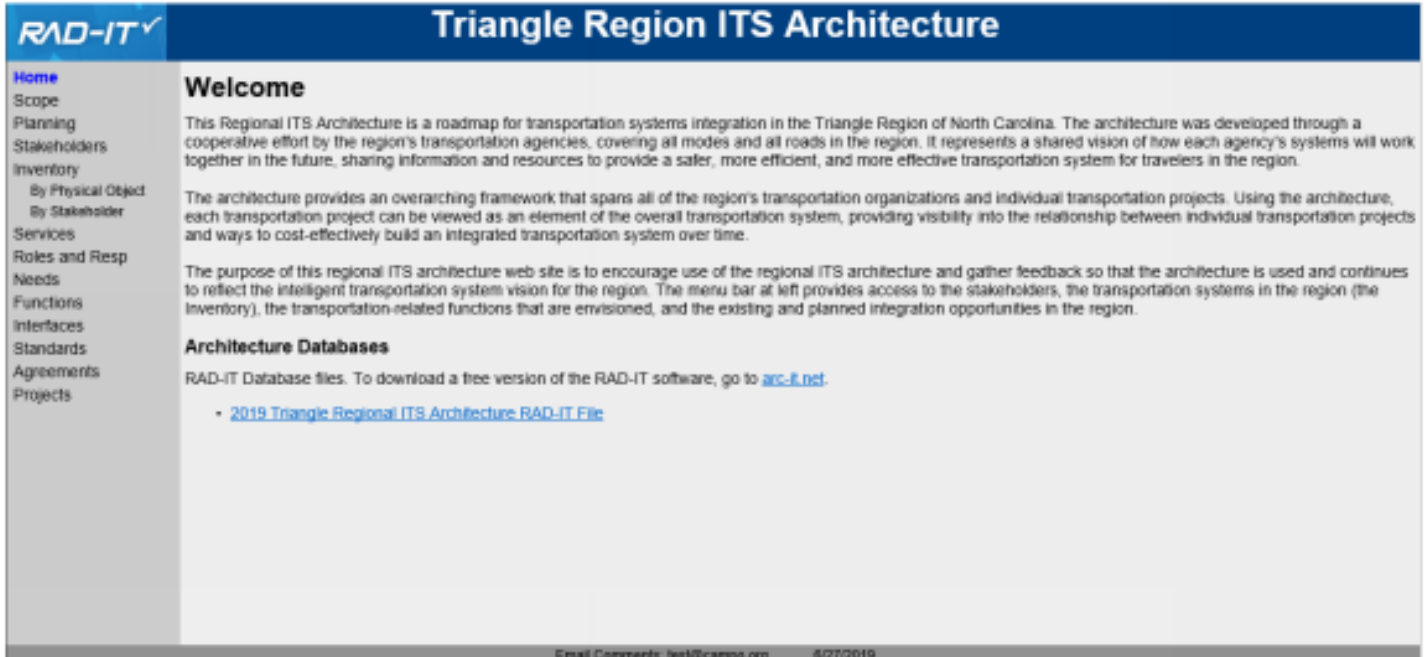 RAD-IT
Triangle Region ITS Architecture
Home
Scope
Planning
Stakeholders
Inventory
By Physical Object
By Stakeholder
Services
Roles and Resp
Needs
Functions
Interfaces
Standards
Agreements
Projects
Welcome
This Regional ITS Architecture is a roadmap for transportation systems integration in the Triangle Region of North Carolina. The architecture was developed through a
cooperative effort by the region's transportation agencies, covering all modes and all roads in the region. It represents a shared vision of how each agency's systems will work
together in the future, sharing information and resources to provide a safer, more efficient, and more effective transportation system for travelers in the region.
The architecture provides an overarching framework that spans all of the region's transportation organizations and individual transportation projects. Using the architecture,
each transportation project can be viewed as an element of the overall transportation system, providing visibility into the relationship between individual transportation projects
and ways to cost-effectively build an integrated transportation system over time.
The purpose of this regional ITS architecture web site is to encourage use of the regional ITS architecture and gather feedback so that the architecture is used and continues
to reflect the intelligent transportation system vision for the region. The menu bar at left provides access to the stakeholders, the transportation systems in the region (the
Inventory), the transportation-related functions that are envisioned, and the existing and planned integration opportunities in the region.
Architecture Databases
RAD-IT Database files. To download a free version of the RAD-IT software, go to arc-it.net.
• 2019 Triangle Regional ITS Architecture RAD-IT File
Email Comments: test@campo.org 6/27/2019